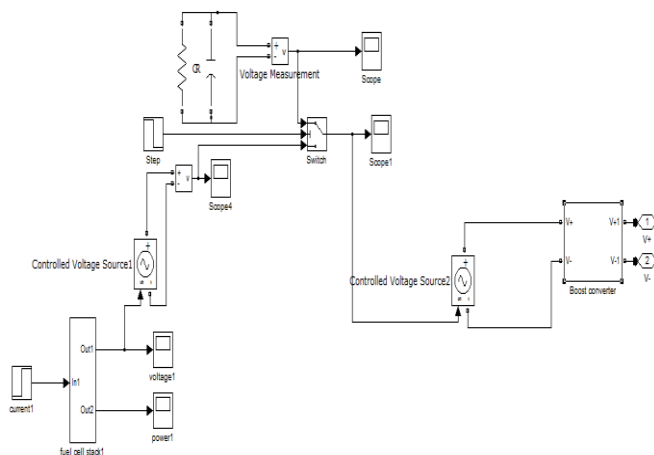 CR
+
-
v
Voltage Measurement
Scope
Step
Switch
Scope1
+
-
v
Scope4
Controlled Voltage Source1
+
Controlled Voltage Source2
+
V+
V+1
1
V+
V-
V-1
2
V-
Boost converter
Out1
In1
Out2
voltage1
current1
power1
fuel cell stack1